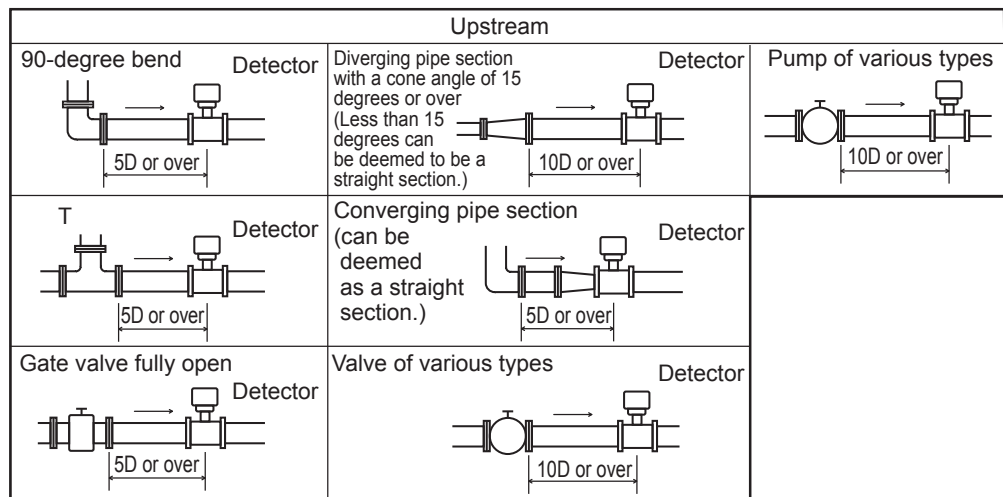 Upstream
90-degree bend
Detector
5D or over
Diverging pipe section
with a cone angle of 15
degrees or over
(Less than 15
degrees can
be deemed to be a
straight section.)
Detector
10D or over
Pump of various types
Detector
10D or over
T
Detector
5D or over
Converging pipe section
(can be
deemed
as a straight
section.)
Detector
5D or over
Gate valve fully open
Detector
5D or over
Valve of various types
Detector
10D or over